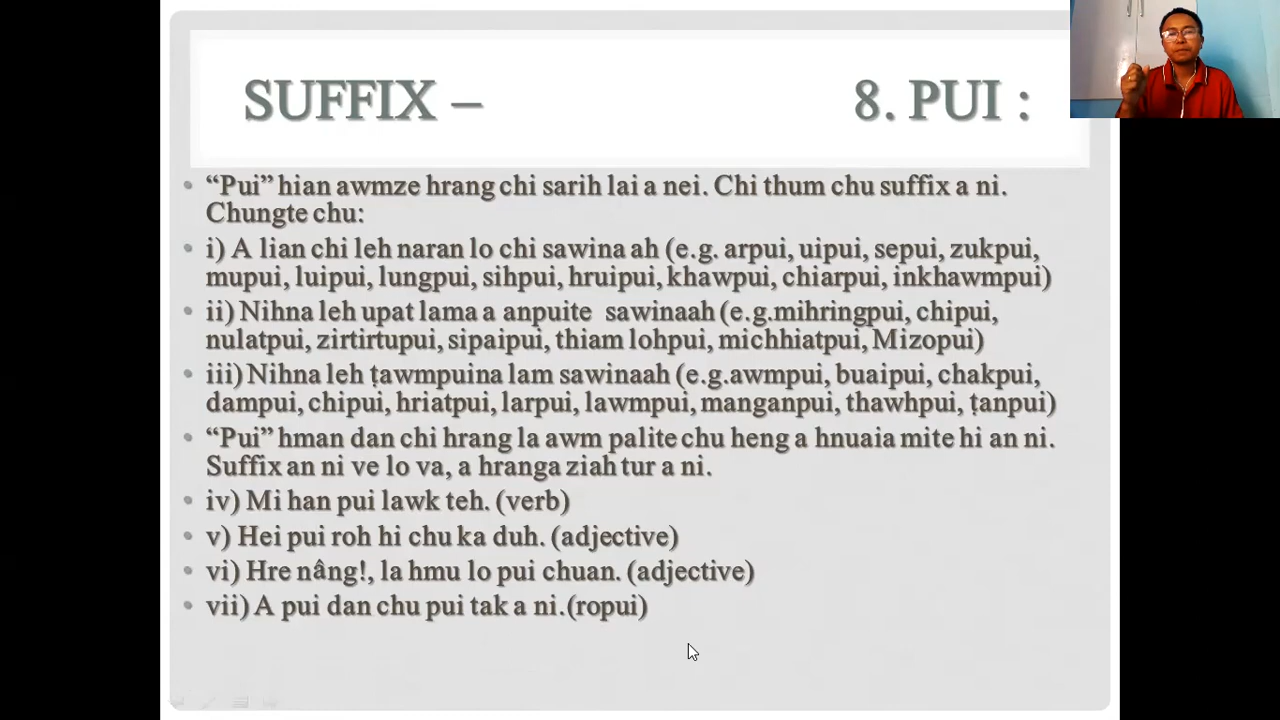 SUFFIX – 8. PUI :
• “Pui” hian awmze hrang chi sarih lai a nei. Chi thum chu suffix a ni.
Chungte chu:
• i) A lian chi leh naran lo chi sawina ah (e.g. arpui, uipui, sepui, zukpui,
mupui, luipui, lungpui, sihpui, hruipui, khawpui, chiarpui, inkhawmpui)
• ii) Nihna leh upat lama a anpuite sawinaah (e.g.mihringpui, chipui,
nulatpui, zirtirtupui, sipaipui, thiam lohpui, michhiatpui, Mizopui)
• iii) Nihna leh ṭawmpuina lam sawinaah (e.g.awmpui, buaipui, chakpui,
dampui, chipui, hriatpui, larpui, lawmpui, manganpui, thawhpui, ṭanpui)
• “Pui” hman dan chi hrang la awm palite chu heng a hnuaia mite hi an ni.
Suffix an ni ve lo va, a hranga ziah tur a ni.
• iv) Mi han pui lawk teh. (verb)
• v) Hei pui roh hi chu ka duh. (adjective)
• vi) Hre nâng!, la hmu lo pui chuan. (adjective)
• vii) A pui dan chu pui tak a ni.(ropui)